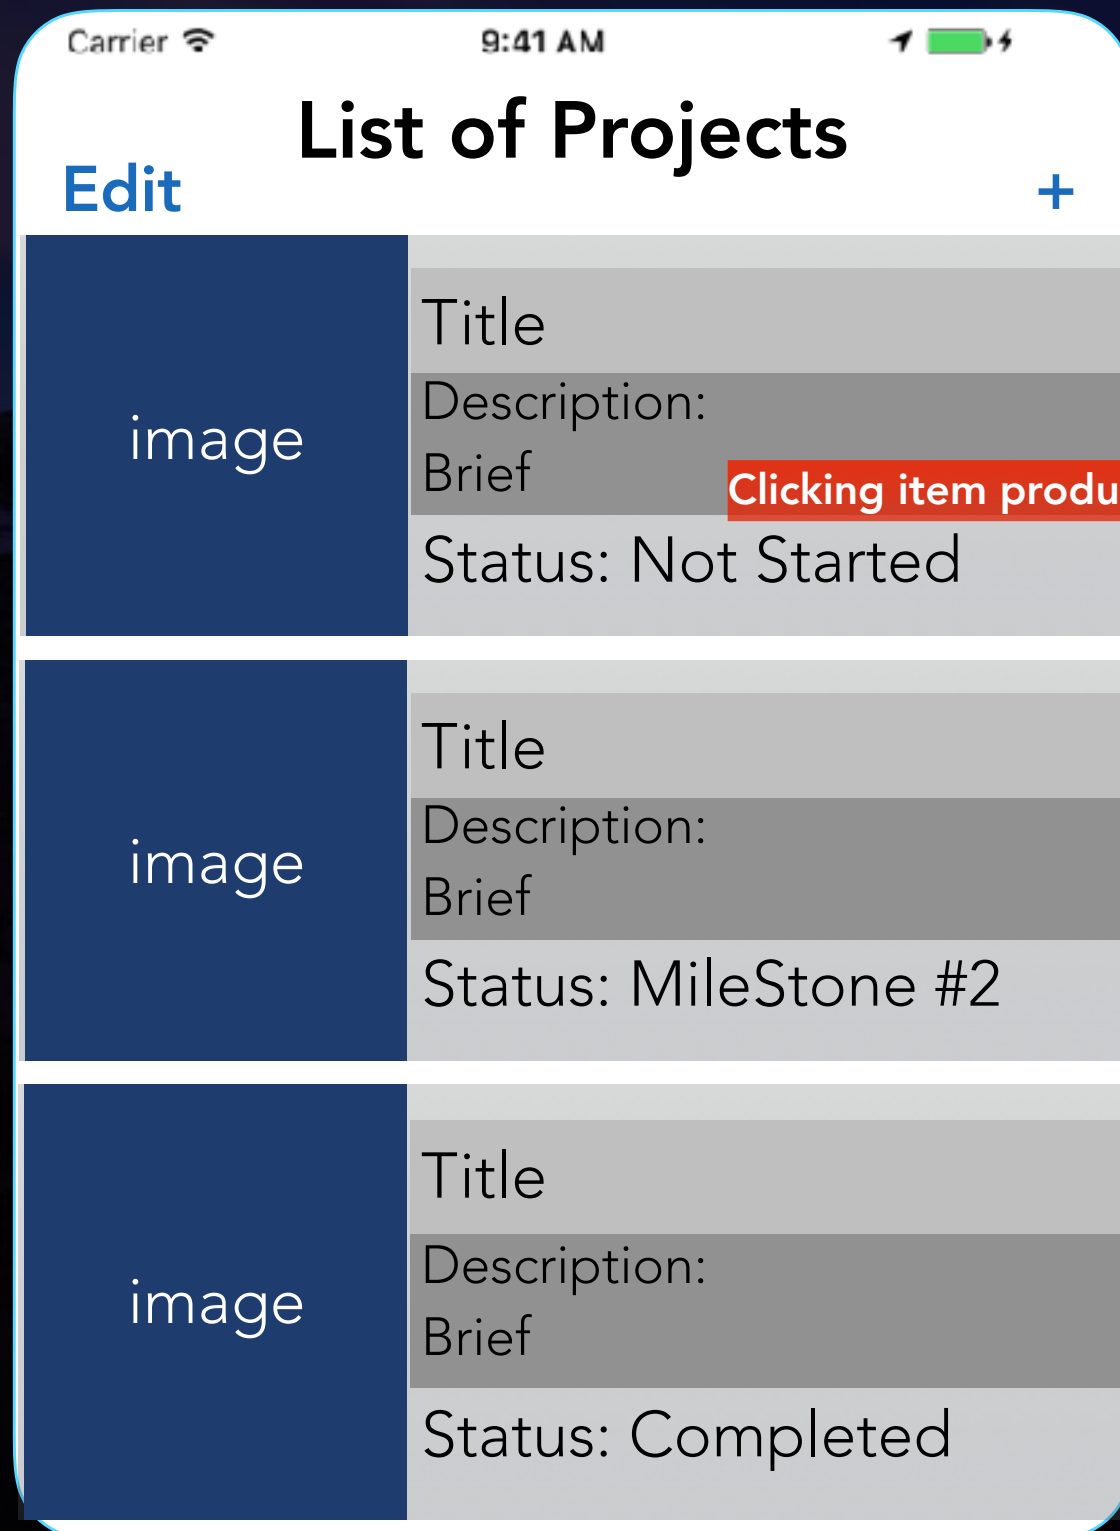 Carrier 9:41 AM
List of Projects
Edit +
image
Title
Description:
Brief
Clicking item produ
Status: Not Started
image
Title
Description:
Brief
Status: MileStone #2
image
Title
Description:
Brief
Status: Completed